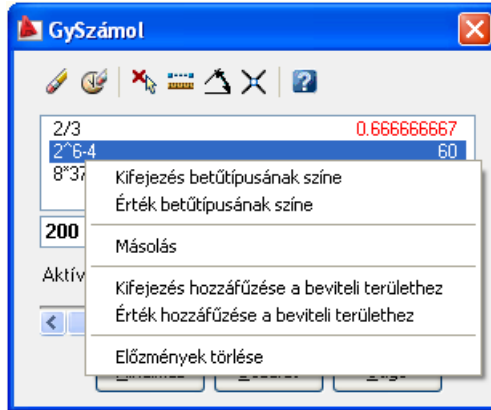 GySzámol
2/3 0.666666667
2^6-4 60
8*37
Kifejezés betűtípusának színe
Érték betűtípusának színe
200
Másolás
Aktív
Kifejezés hozzáfűzése a beviteli területhez
Érték hozzáfűzése a beviteli területhez
Előzmények törlése